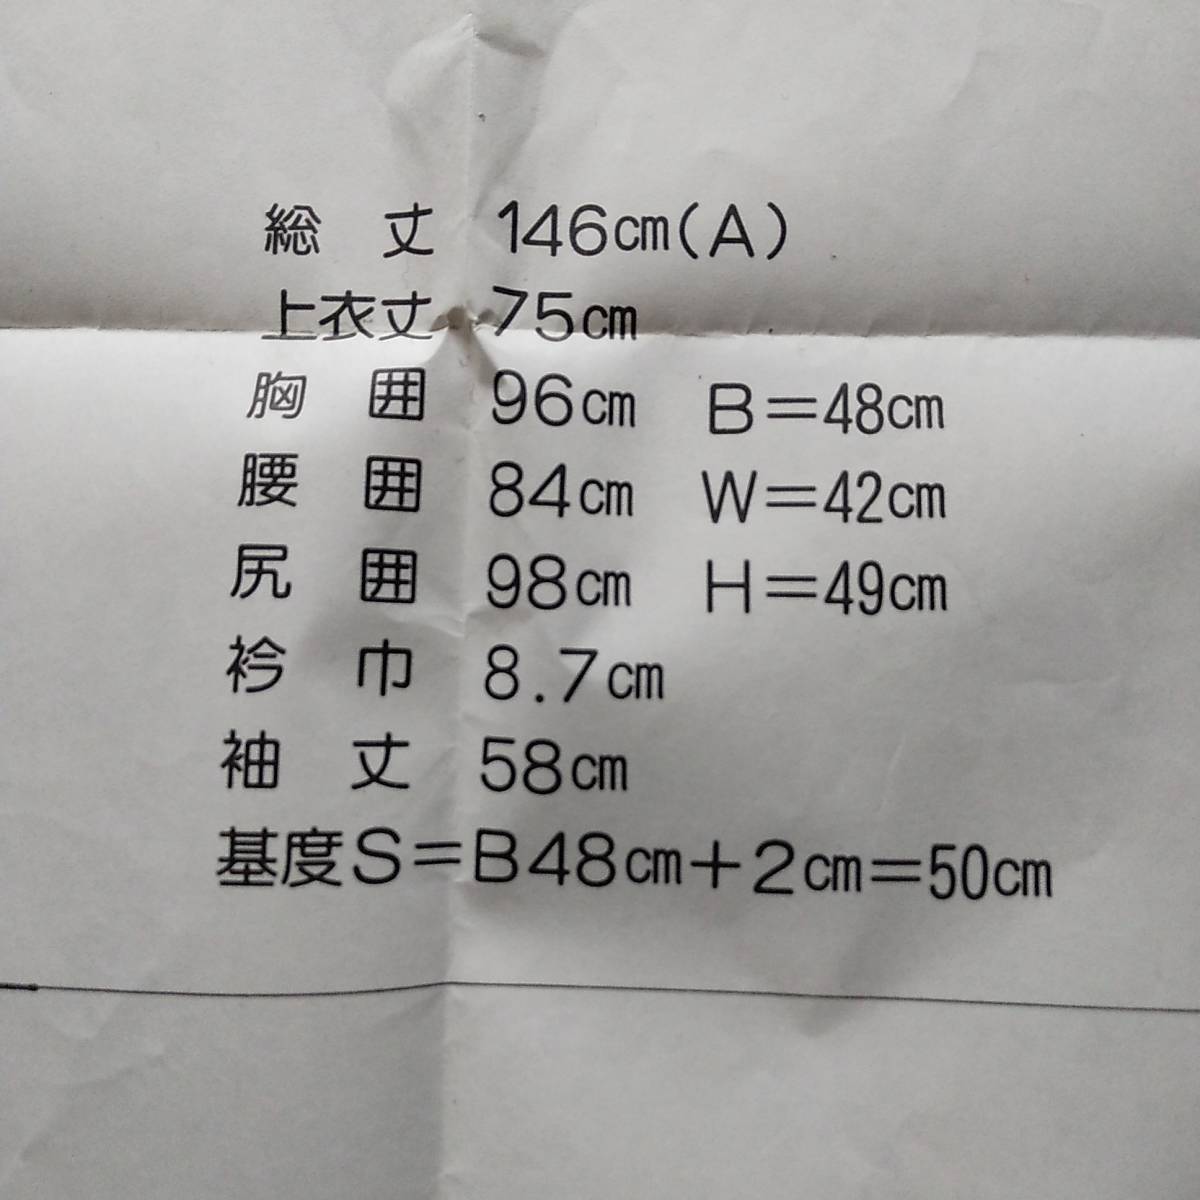 総丈 146cm(A)
上衣丈 75cm
胸囲 96cm B=48cm
腰囲 84cm W=42cm
尻囲 98cm H=49cm
衿巾 8.7cm
袖丈 58cm
基度S=B48cm+2cm=50cm